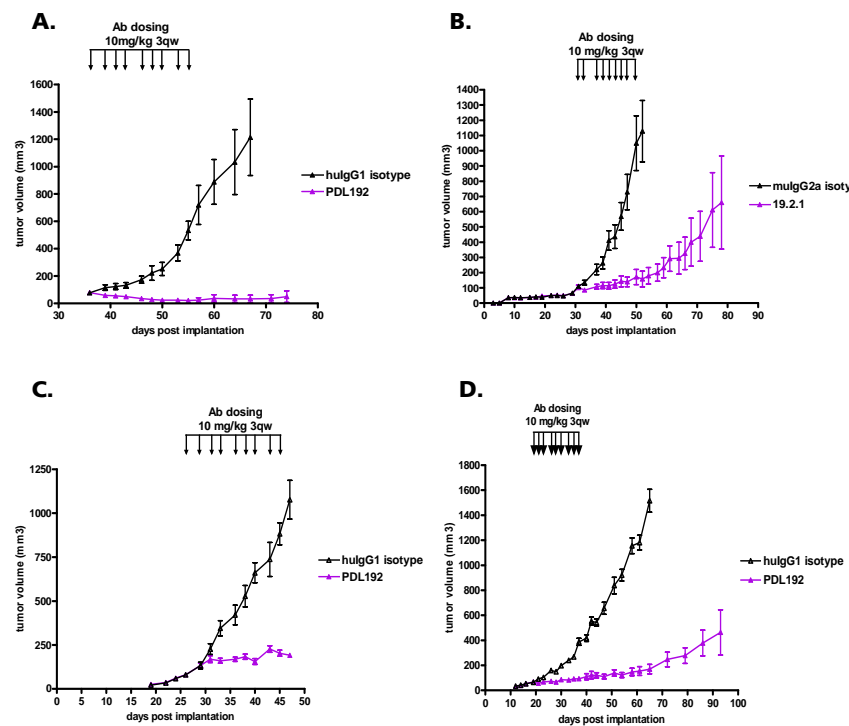 A.
Ab dosing
10mg/kg 3qw
1600
1400
1200
1000
800
600
400
200
0
tumor volume (mm3)
30
40
50
60
70
80
days post implantation
huIgG1 isotype
PDL192
B.
Ab dosing
10 mg/kg 3qw
1400
1300
1200
1100
1000
900
800
700
600
500
400
300
200
100
0
tumor volume (mm3)
0
10
20
30
40
50
60
70
80
90
days post implantation
muIgG2a isoty
19.2.1
C.
Ab dosing
10 mg/kg 3qw
1250
1000
750
500
250
0
tumor volume (mm3)
0
5
10
15
20
25
30
35
40
45
50
days post implantation
huIgG1 isotype
PDL192
D.
Ab dosing
10 mg/kg 3qw
1800
1600
1400
1200
1000
800
600
400
200
0
tumor volume (mm3)
0
10
20
30
40
50
60
70
80
90
100
days post implantation
huIgG1 isotype
PDL192